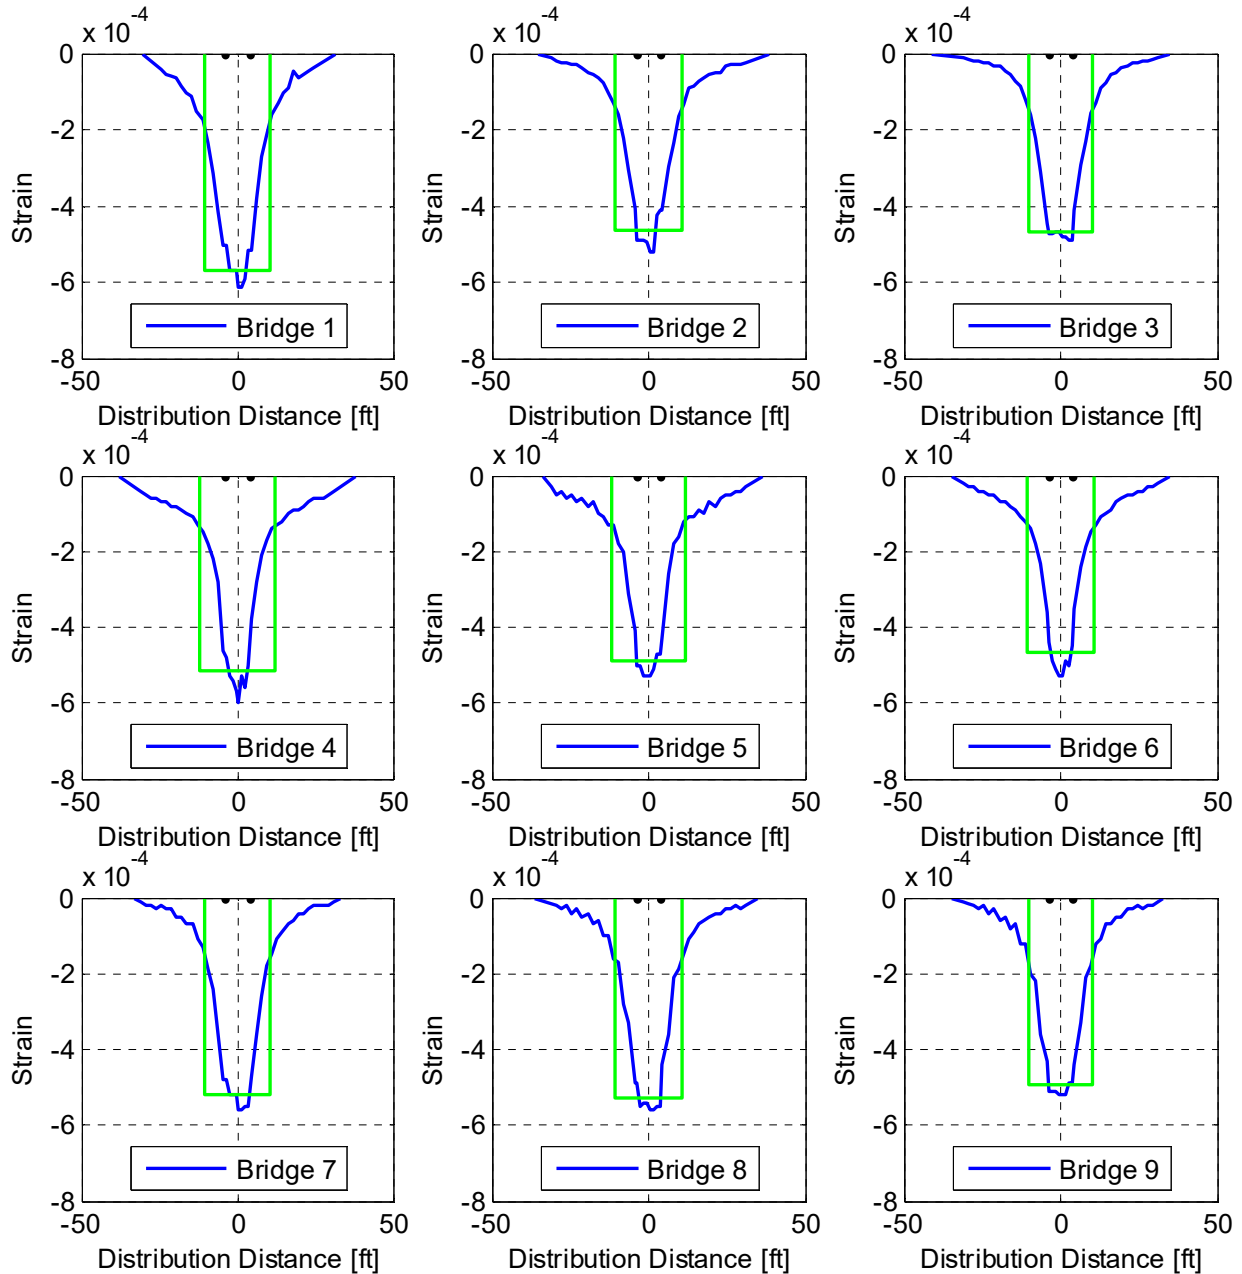 x 10^-4 x 10^-4 x 10^-4
0 0 0
-2 -2 -2
-4 -4 -4
-6 -6 -6
-8 -8 -8
Strain Strain Strain
Bridge 1 Bridge 2 Bridge 3
-50 0 50 -50 0 50 -50 0 50
Distribution Distance [ft] Distribution Distance [ft] Distribution Distance [ft]
x 10^-4 x 10^-4 x 10^-4
0 0 0
-2 -2 -2
-4 -4 -4
-6 -6 -6
-8 -8 -8
Strain Strain Strain
Bridge 4 Bridge 5 Bridge 6
-50 0 50 -50 0 50 -50 0 50
Distribution Distance [ft] Distribution Distance [ft] Distribution Distance [ft]
x 10^-4 x 10^-4 x 10^-4
0 0 0
-2 -2 -2
-4 -4 -4
-6 -6 -6
-8 -8 -8
Strain Strain Strain
Bridge 7 Bridge 8 Bridge 9
-50 0 50 -50 0 50 -50 0 50
Distribution Distance [ft] Distribution Distance [ft] Distribution Distance [ft]